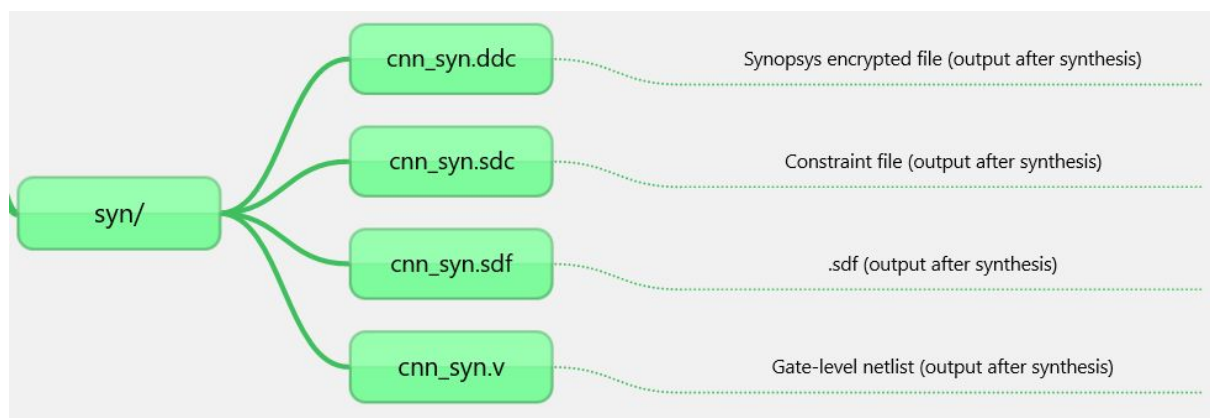 cnn_syn.ddc
Synopsys encrypted file (output after synthesis)
cnn_syn.sdc
Constraint file (output after synthesis)
syn/
cnn_syn.sdf
.sdf (output after synthesis)
cnn_syn.v
Gate-level netlist (output after synthesis)